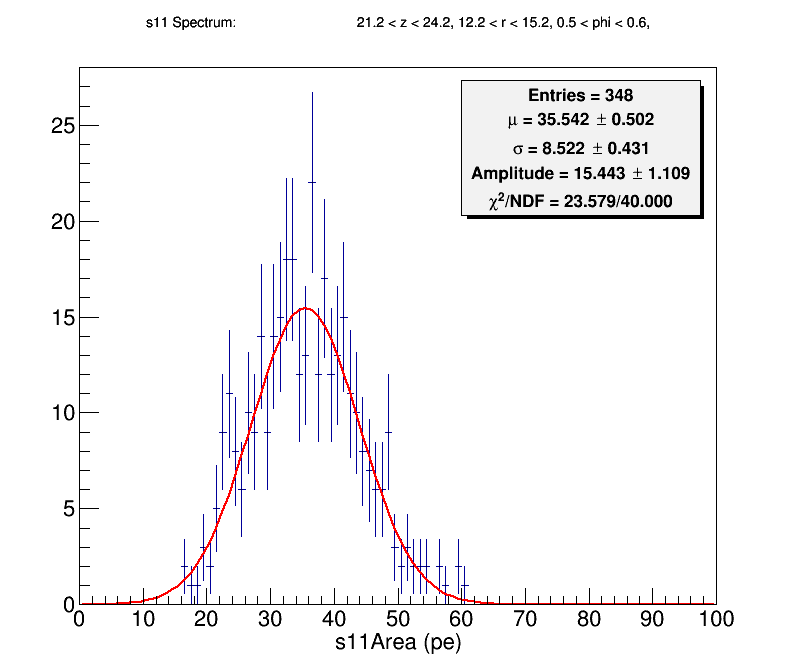 s11 Spectrum: 21.2 < z < 24.2, 12.2 < r < 15.2, 0.5 < phi < 0.6,
Entries = 348
μ = 35.542 ± 0.502
σ = 8.522 ± 0.431
Amplitude = 15.443 ± 1.109
χ²/NDF = 23.579/40.000
25
20
15
10
5
0
0 10 20 30 40 50 60 70 80 90 100
s11Area (pe)